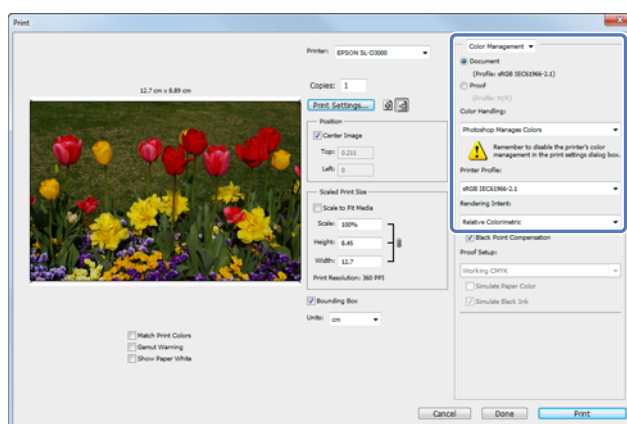 Print
12.7 cm x 8.89 cm
Match Print Colors
Gamut Warning
Show Paper White
Printer: EPSON SL-D3000
Copies: 1
Print Settings...
Position
Center Image
Top: 0.211
Left: 0
Scaled Print Size
Scale to Fit Media
Scale: 100%
Height: 8.45
Width: 12.7
Print Resolution: 360 PPI
Bounding Box
Units: cm
Color Management
Document
(Profile: sRGB IEC61966-2.1)
Proof
(Profile: N/A)
Color Handling:
Photoshop Manages Colors
Remember to disable the printer's color
management in the print settings dialog box.
Printer Profile:
sRGB IEC61966-2.1
Rendering Intent:
Relative Colorimetric
Black Point Compensation
Proof Setup:
Working CMYK
Simulate Paper Color
Simulate Black Ink
Cancel
Done
Print